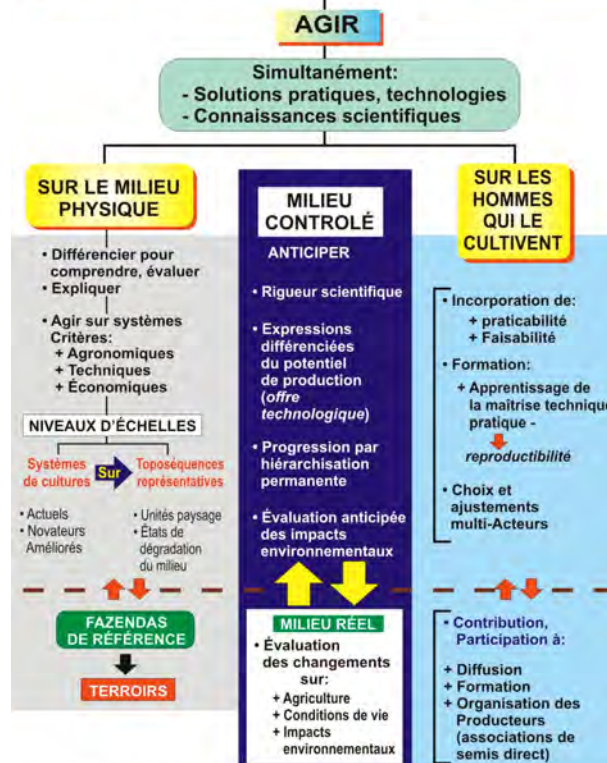 AGIR
Simultanément:
- Solutions pratiques, technologies
- Connaissances scientifiques
SUR LE MILIEU
PHYSIQUE
• Différencier pour
comprendre, évaluer
• Expliquer
• Agir sur systèmes
Critères:
+ Agronomiques
+ Techniques
+ Économiques
NIVEAUX D'ÉCHELLES
Systèmes
de cultures
Sur
Toposéquences
représentatives
• Actuels
• Novateurs
Améliorés
• Unités paysage
• États de
dégradation
du milieu
FAZENDAS
DE RÉFÉRENCE
TERROIRS
MILIEU
CONTROLÉ
ANTICIPER
• Rigueur scientifique
• Expressions
différenciées
du potentiel
de production
(offre
technologique)
• Progression par
hiérarchisation
permanente
• Évaluation anticipée
des impacts
environnementaux
MILIEU RÉEL
• Évaluation
des changements
sur:
+ Agriculture
+ Conditions de vie
+ Impacts
environnementaux
SUR LES
HOMMES
QUI LE
CULTIVENT
• Incorporation de:
+ praticabilité
+ Faisabilité
• Formation:
+ Apprentissage de
la maîtrise technique
pratique -
reproductibilité
• Choix et
ajustements
multi-Acteurs
• Contribution,
Participation à:
+ Diffusion
+ Formation
+ Organisation des
Producteurs
(associations de
semis direct)